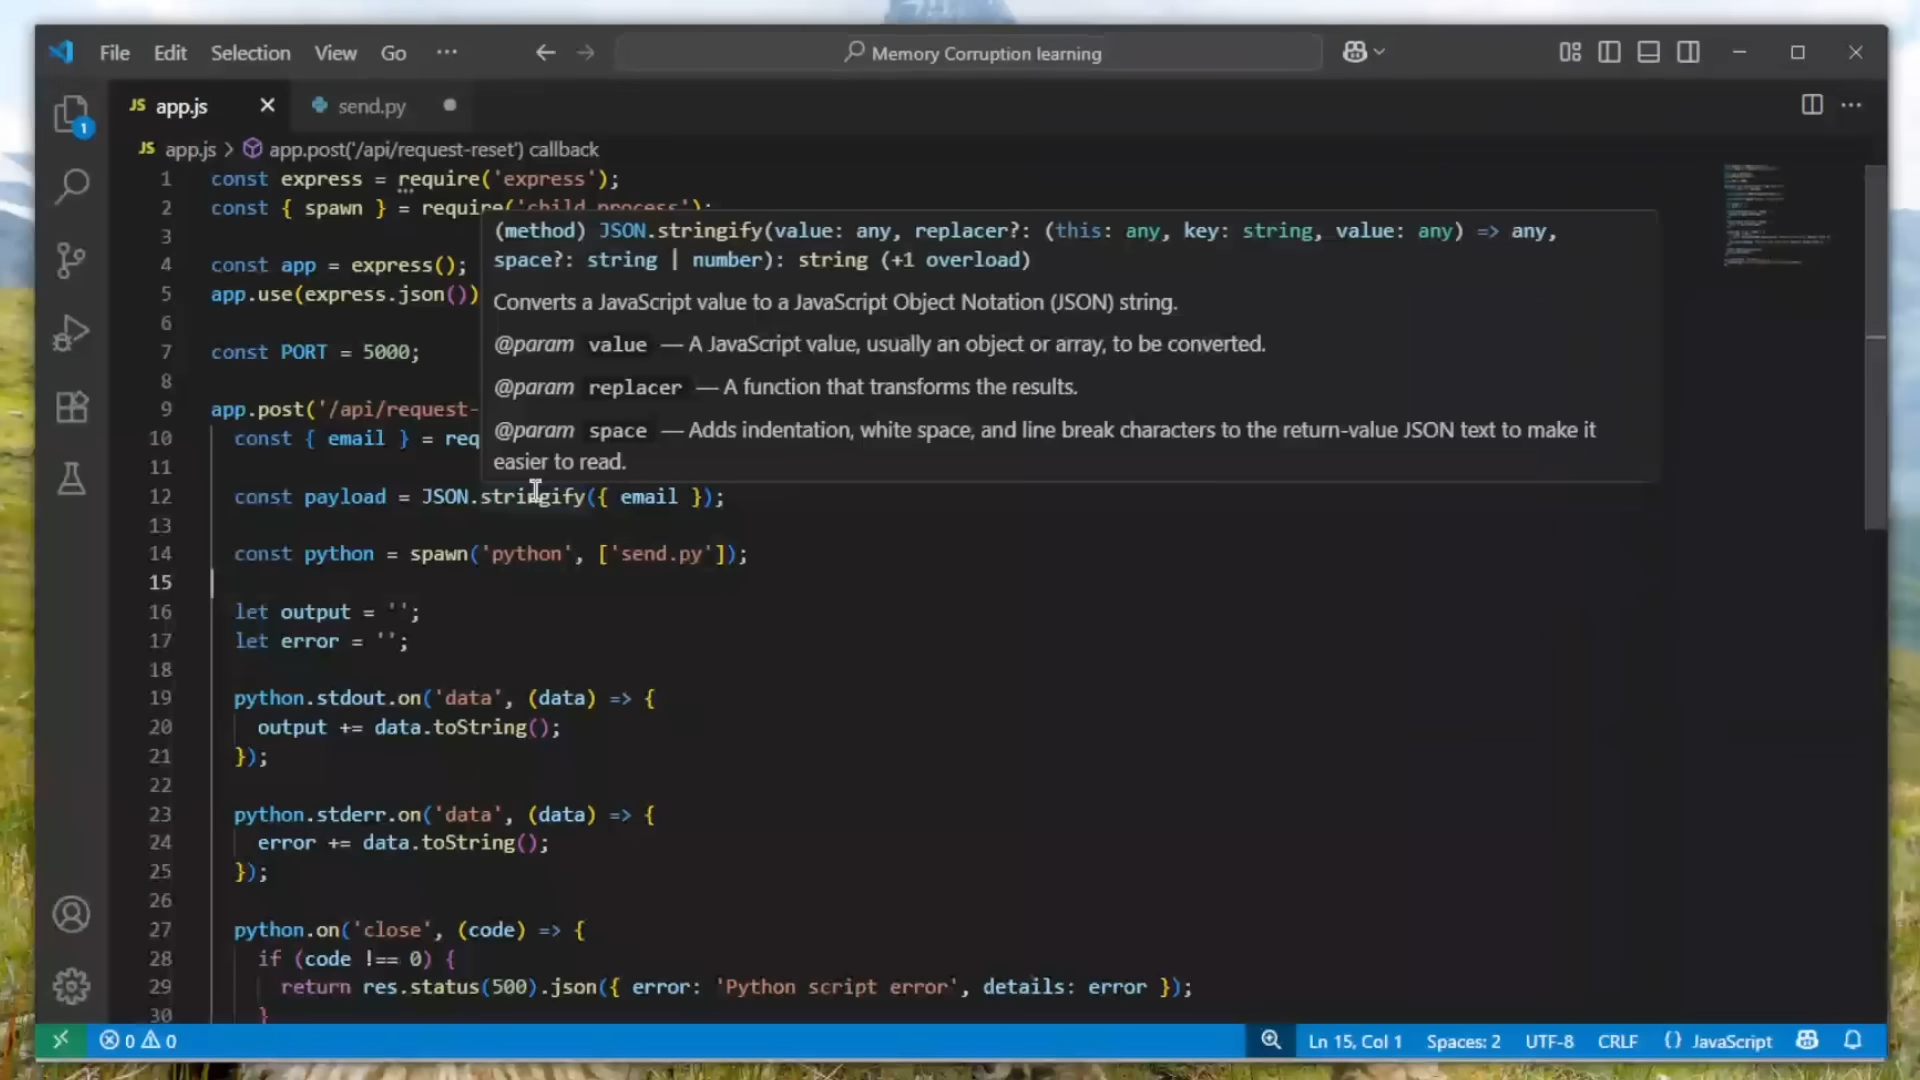 File Edit Selection View Go ···
Memory Corruption learning
JS app.js
send.py
1
JS app.js > app.post('/api/request-reset') callback
1 const express = require('express');
2 const { spawn } = require('child_process');
(method) JSON.stringify(value: any, replacer?: (this: any, key: string, value: any) => any,
space?: string | number): string (+1 overload)
Converts a JavaScript value to a JavaScript Object Notation (JSON) string.
@param value — A JavaScript value, usually an object or array, to be converted.
@param replacer — A function that transforms the results.
@param space — Adds indentation, white space, and line break characters to the return-value JSON text to make it
easier to read.
3
4 const app = express();
5 app.use(express.json())
6
7 const PORT = 5000;
8
9 app.post('/api/request-
10 const { email } = req
11
12 const payload = JSON.stringify({ email });
13
14 const python = spawn('python', ['send.py']);
15
16 let output = '';
17 let error = '';
18
19 python.stdout.on('data', (data) => {
20 output += data.toString();
21 });
22
23 python.stderr.on('data', (data) => {
24 error += data.toString();
25 });
26
27 python.on('close', (code) => {
28 if (code !== 0) {
29 return res.status(500).json({ error: 'Python script error', details: error });
30 }
0 0
Ln 15, Col 1 Spaces: 2 UTF-8 CRLF {} JavaScript